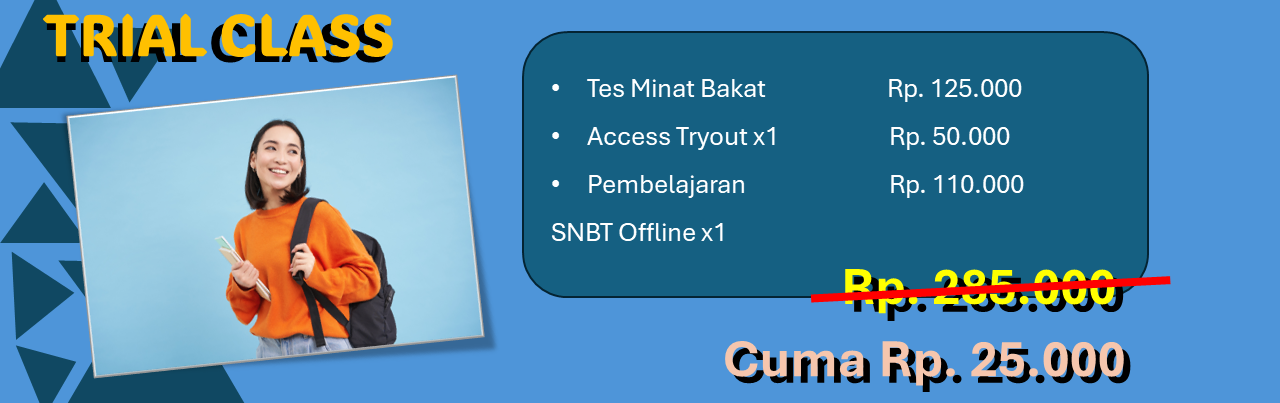 TRIAL CLASS
• Tes Minat Bakat Rp. 125.000
• Access Tryout x1 Rp. 50.000
• Pembelajaran Rp. 110.000
SNBT Offline x1
Rp. 285.000
Cuma Rp. 25.000